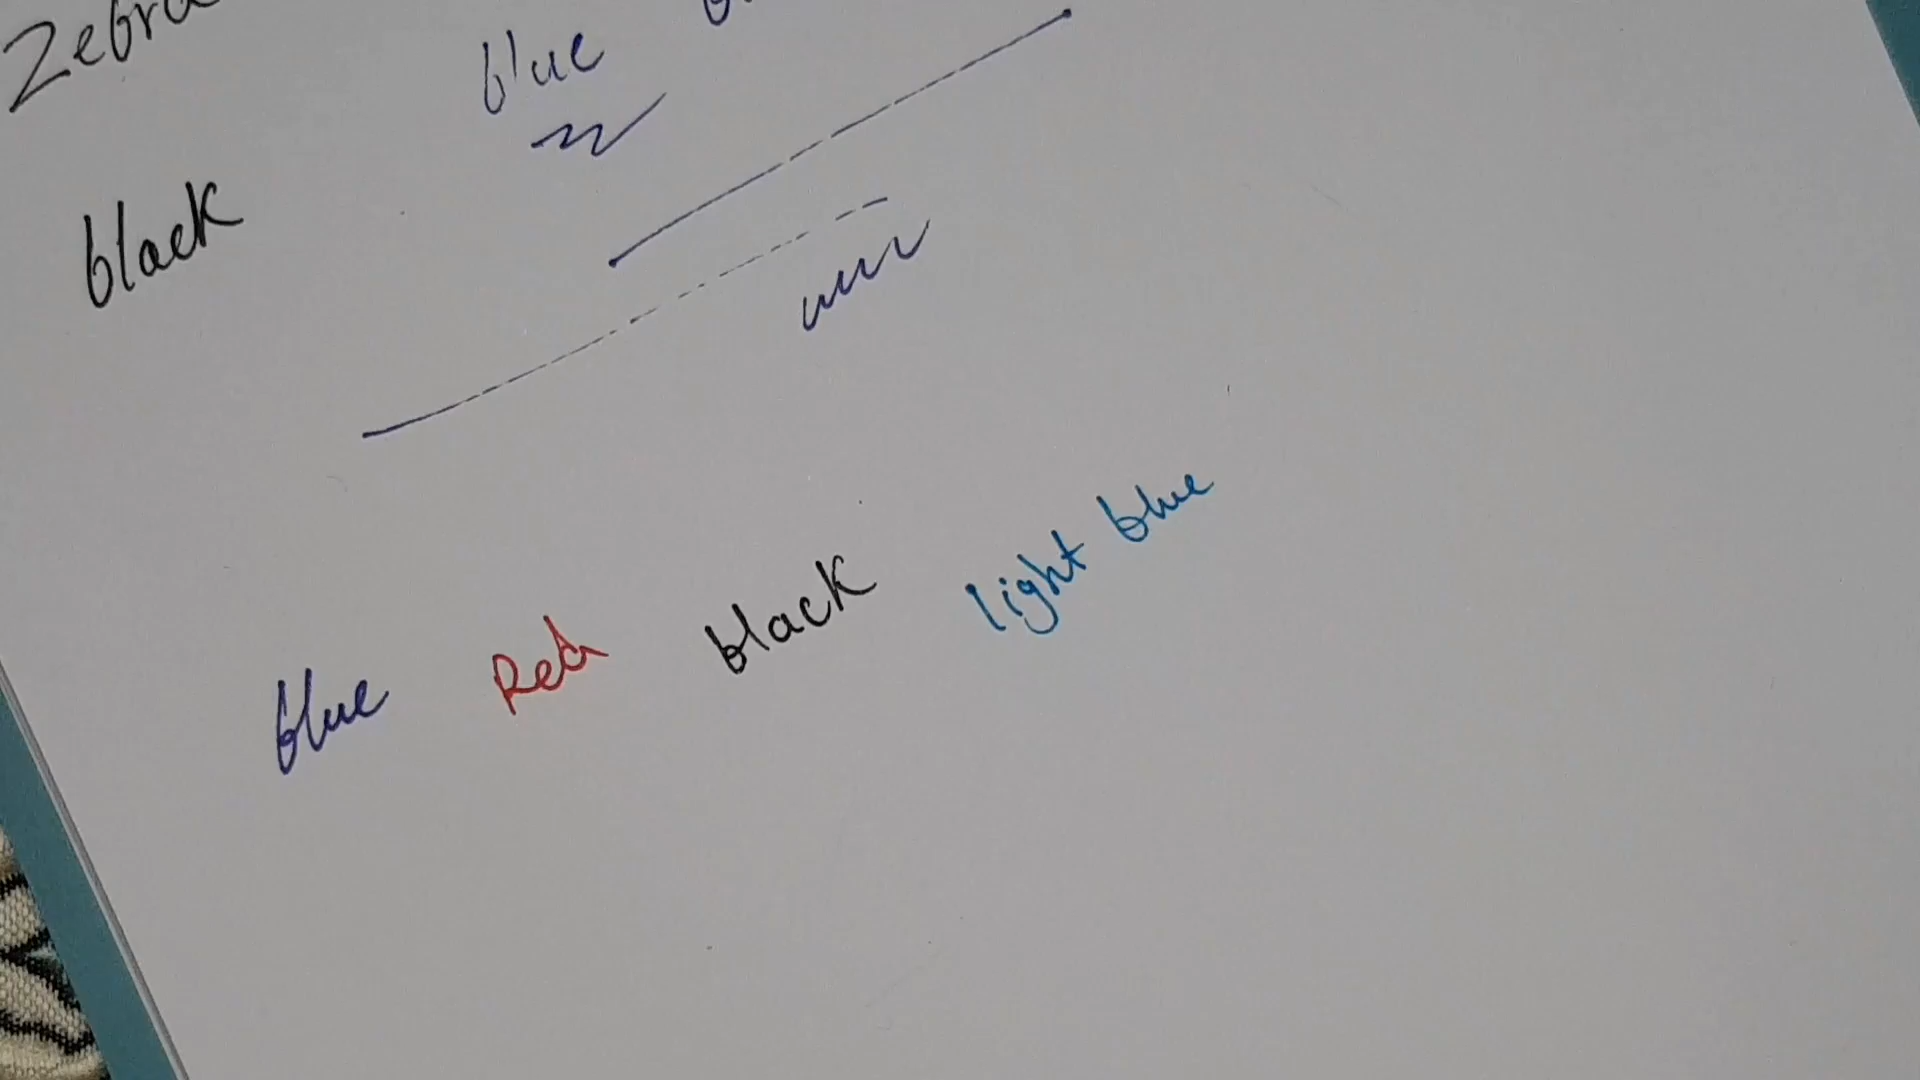 Zebra
blue
black
blue Red black light blue